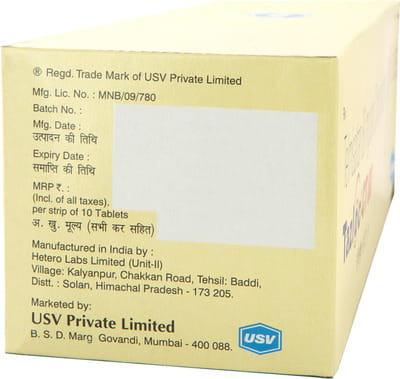 ® Regd. Trade Mark of USV Private Limited
Mfg. Lic. No. : MNB/09/780
Batch No. :
Mfg. Date :
उत्पादन की तिथि
Expiry Date :
समाप्ति की तिथि
MRP ₹. :
(Incl. of all taxes).
per strip of 10 Tablets
अ. खु. मूल्य (सभी कर सहित)
Manufactured in India by :
Hetero Labs Limited (Unit-II)
Village: Kalyanpur, Chakkan Road, Tehsil: Baddi,
Distt. : Solan, Himachal Pradesh - 173 205.
Marketed by:
USV Private Limited
B. S. D. Marg Govandi, Mumbai - 400 088.
USV